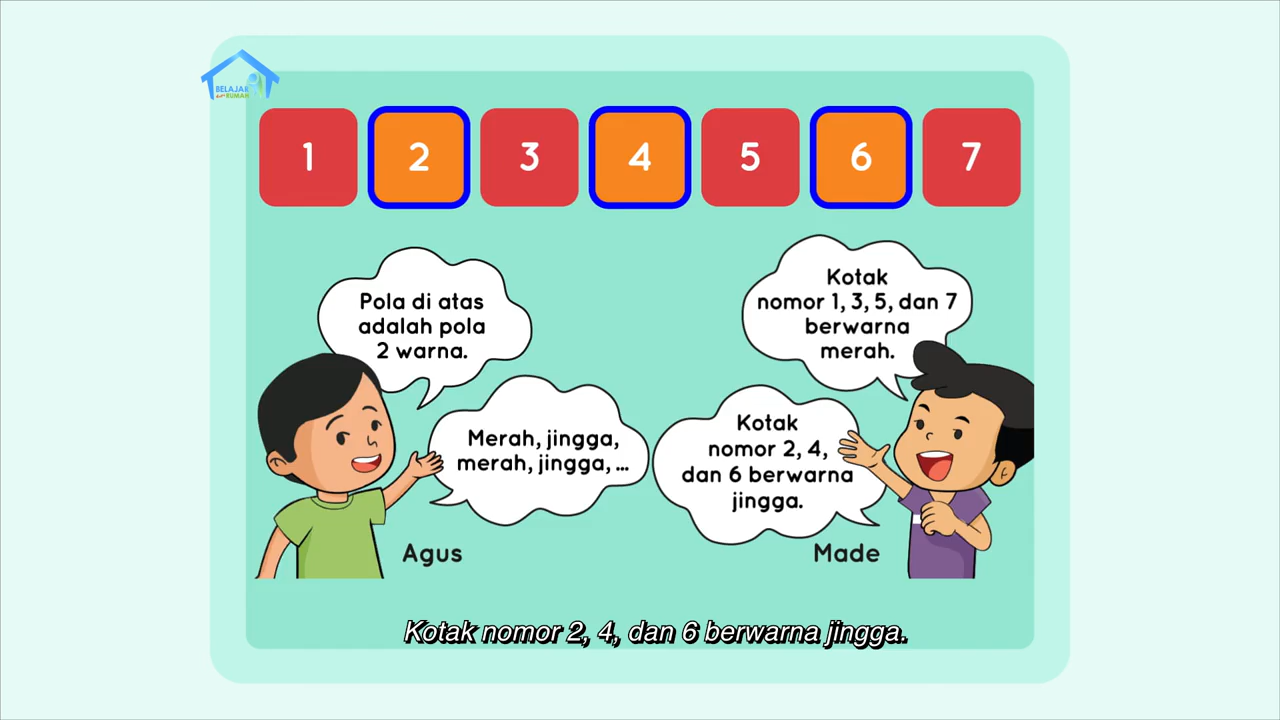 BELAJAR
dari RUMAH
1 2 3 4 5 6 7
Pola di atas
adalah pola
2 warna.
Merah, jingga,
merah, jingga, ...
Kotak
nomor 1, 3, 5, dan 7
berwarna
merah.
Kotak
nomor 2, 4,
dan 6 berwarna
jingga.
Agus
Made
Kotak nomor 2, 4, dan 6 berwarna jingga.